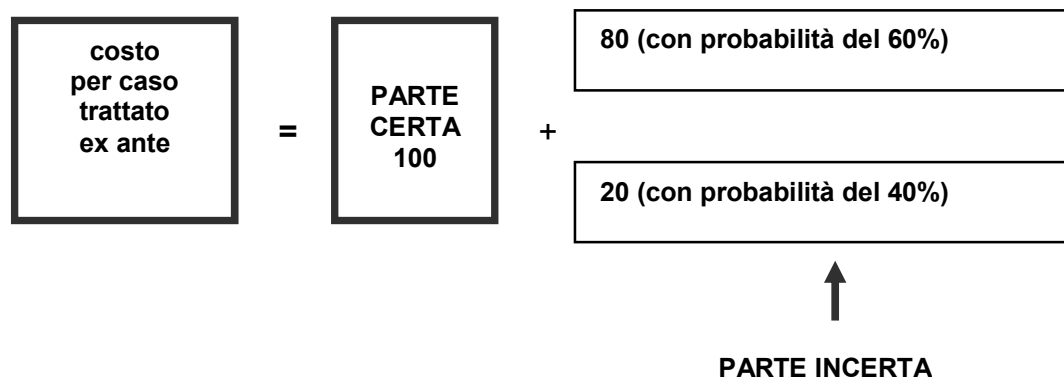 costo
per caso
trattato
ex ante
=
PARTE
CERTA
100
+
80 (con probabilità del 60%)
20 (con probabilità del 40%)
PARTE INCERTA